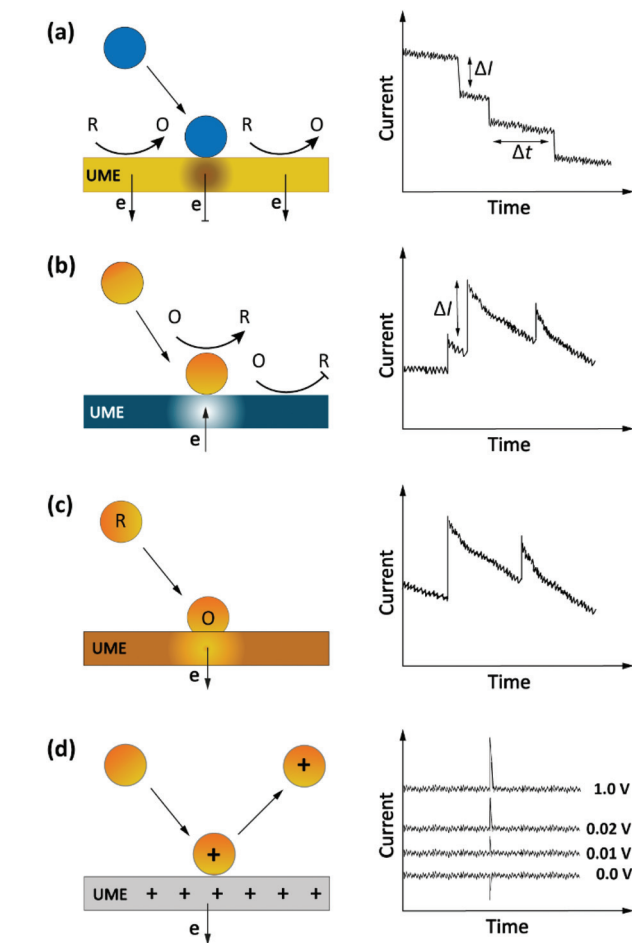 (a)
R O R O
UME
e e e
Current
ΔI
Δt
Time
(b)
O R
O R
UME
e
Current
ΔI
Time
(c)
R
O
UME
e
Current
Time
(d)
+
+
UME + + + + + +
e
Current
1.0 V
0.02 V
0.01 V
0.0 V
Time